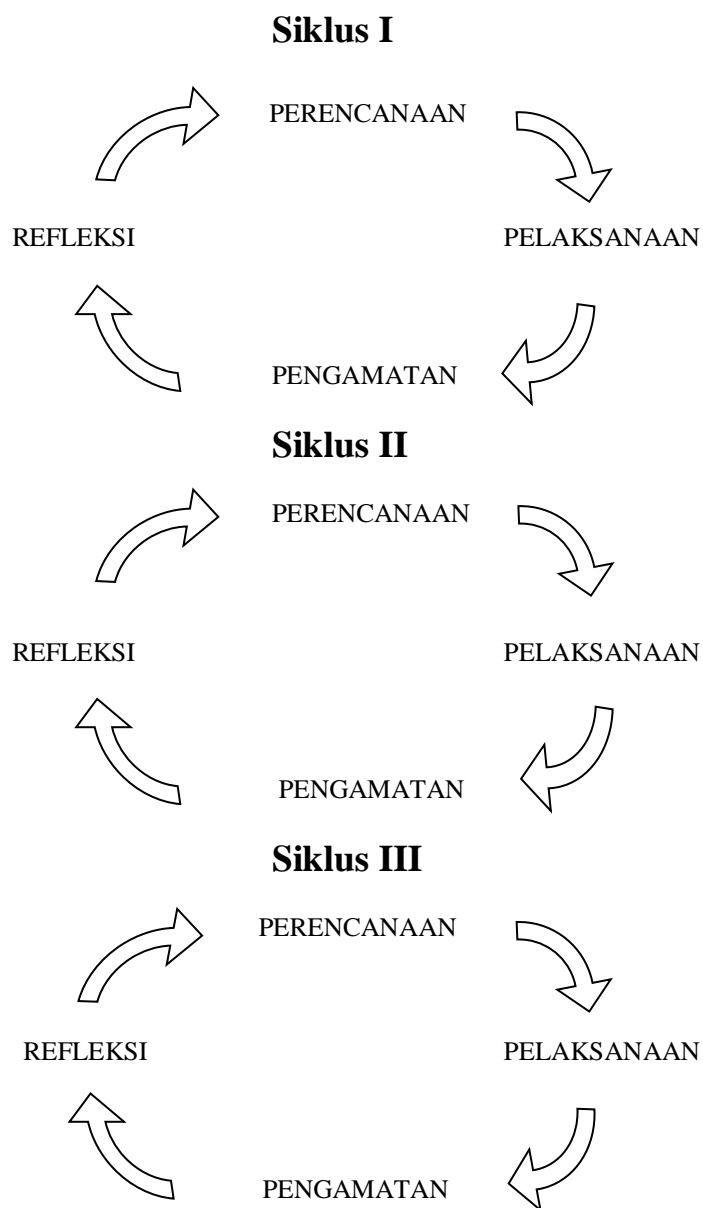 Siklus I
PERENCANAAN
REFLEKSI
PELAKSANAAN
PENGAMATAN
Siklus II
PERENCANAAN
REFLEKSI
PELAKSANAAN
PENGAMATAN
Siklus III
PERENCANAAN
REFLEKSI
PELAKSANAAN
PENGAMATAN